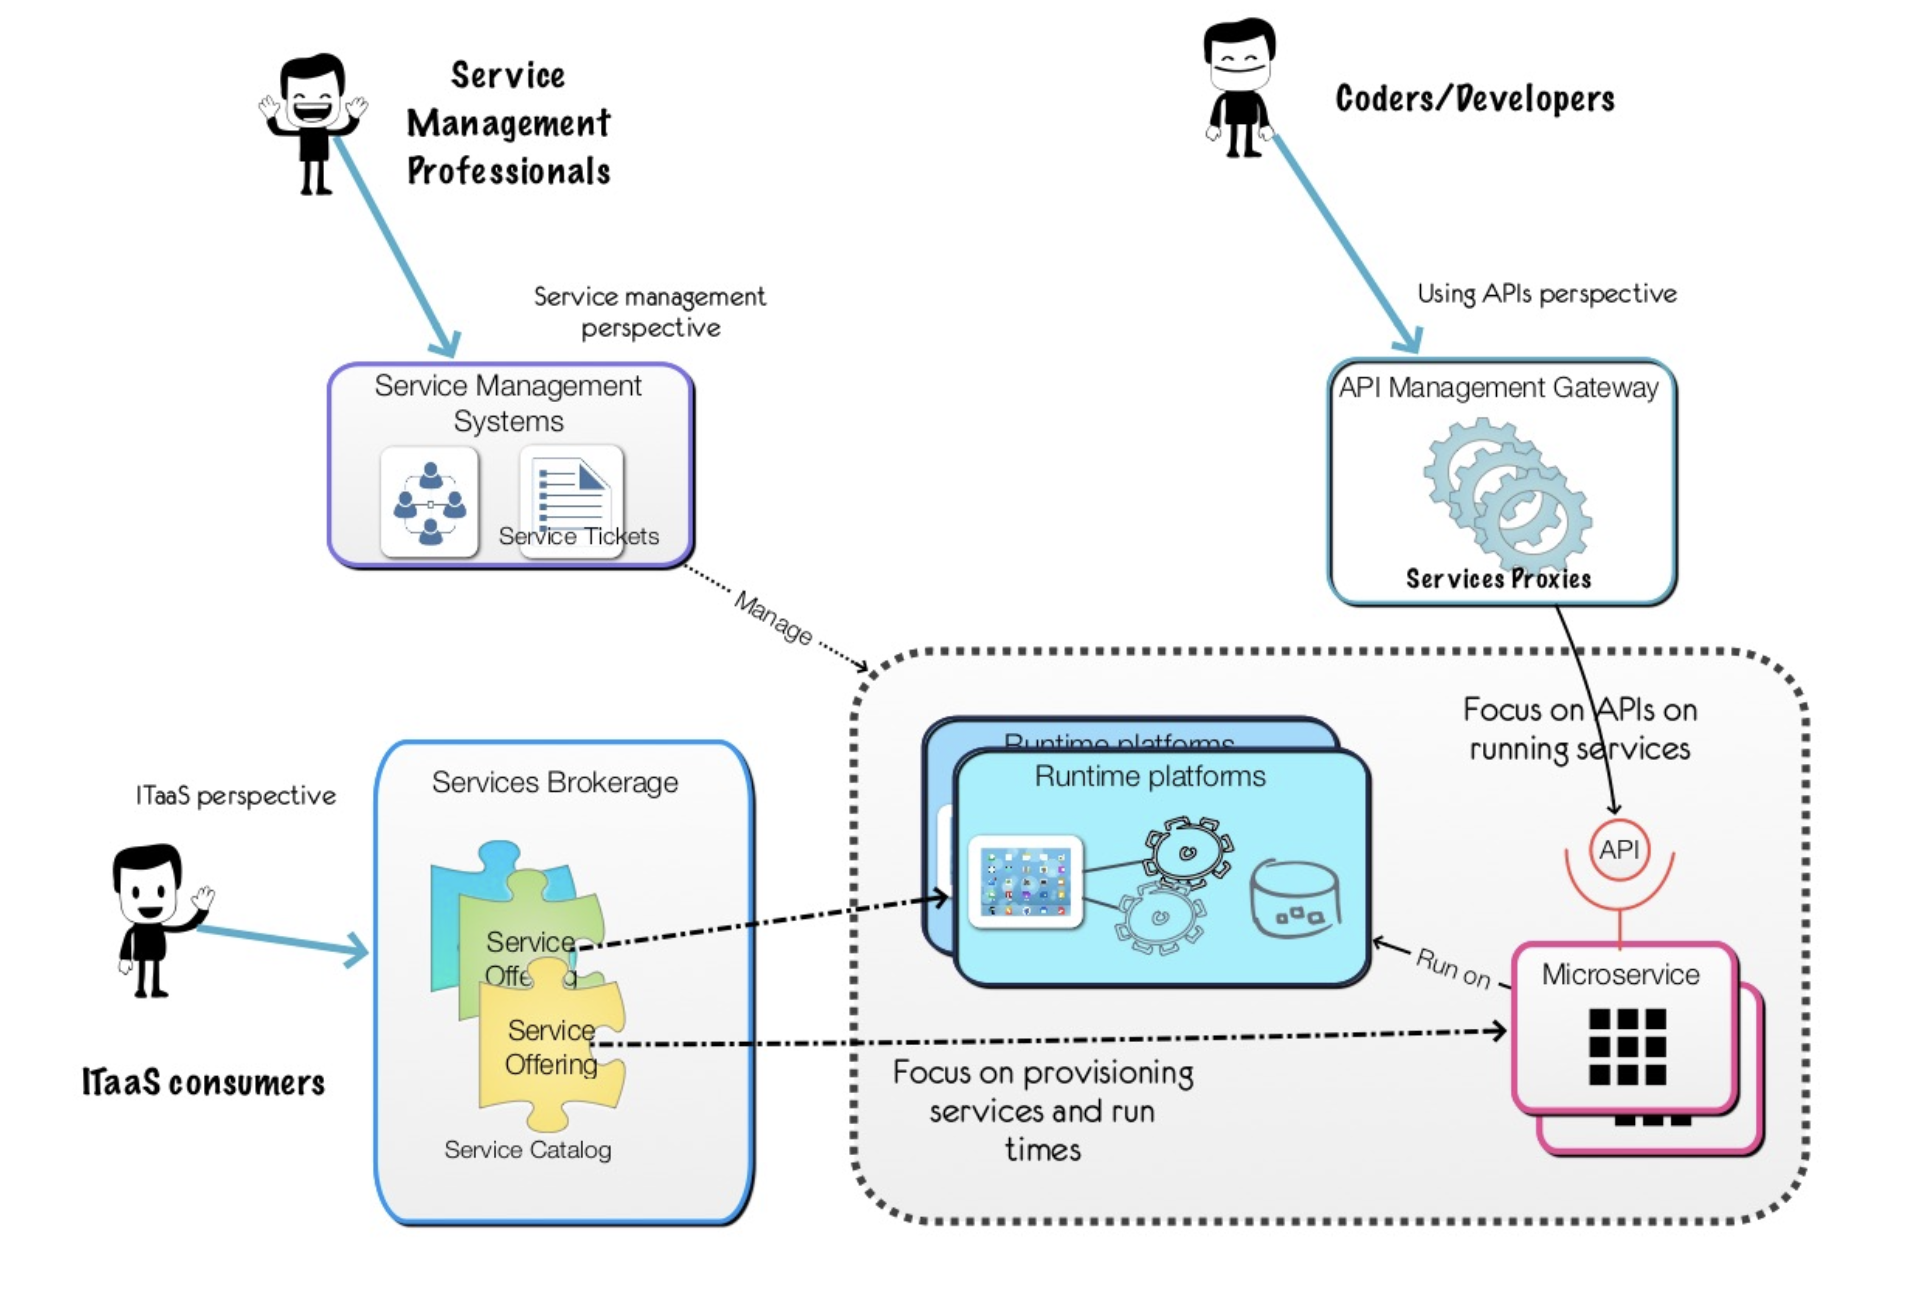 Service
Management
Professionals
Coders/Developers
Service management
perspective
Using APIs perspective
Service Management
Systems
Service Tickets
API Management Gateway
Services Proxies
Manage
Focus on APIs on
running services
Runtime platforms
Runtime platforms
API
Run on
Microservice
ITaaS perspective
ITaaS consumers
Services Brokerage
Service
Offering
Service
Offering
Service Catalog
Focus on provisioning
services and run
times